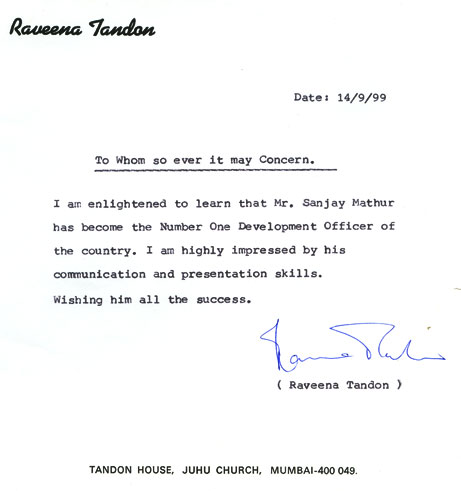 Raveena Tandon
Date: 14/9/99
To Whom so ever it may Concern.
I am enlightened to learn that Mr. Sanjay Mathur
has become the Number One Development Officer of
the country. I am highly impressed by his
communication and presentation skills.
Wishing him all the success.
( Raveena Tandon )
TANDON HOUSE, JUHU CHURCH, MUMBAI-400 049.